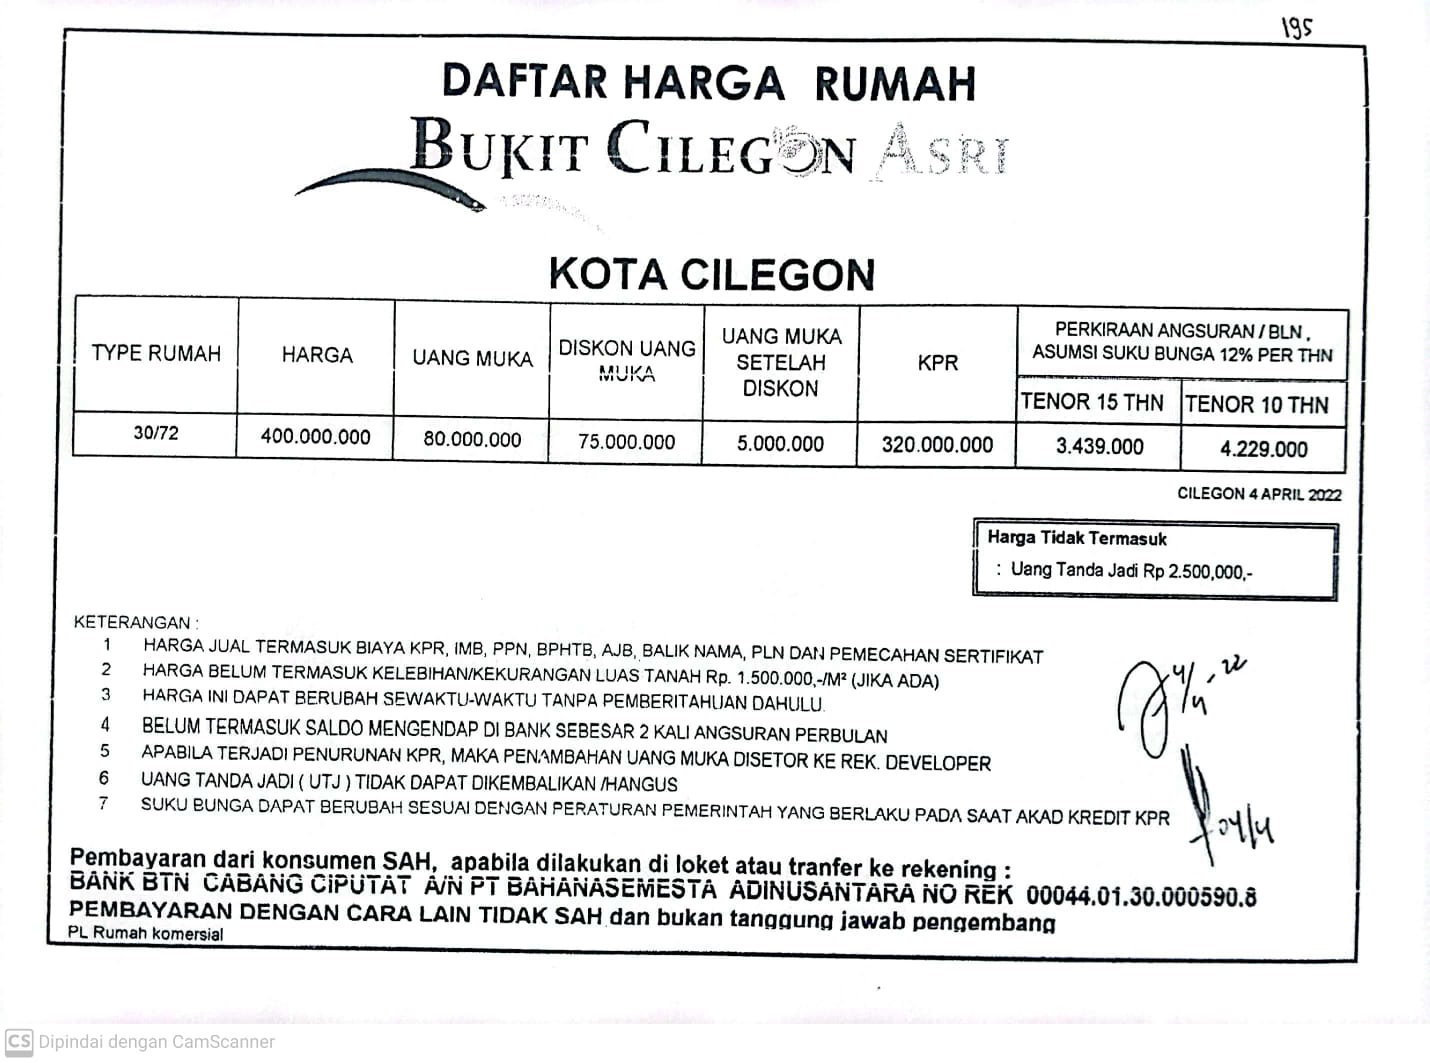 195
DAFTAR HARGA RUMAH
BUKIT CILEGON ASRI
KOTA CILEGON
TYPE RUMAH HARGA UANG MUKA DISKON UANG MUKA UANG MUKA SETELAH DISKON KPR PERKIRAAN ANGSURAN / BLN , ASUMSI SUKU BUNGA 12% PER THN
TENOR 15 THN TENOR 10 THN
30/72 400.000.000 80.000.000 75.000.000 5.000.000 320.000.000 3.439.000 4.229.000
CILEGON 4 APRIL 2022
Harga Tidak Termasuk
: Uang Tanda Jadi Rp 2.500,000,-
KETERANGAN :
1 HARGA JUAL TERMASUK BIAYA KPR, IMB, PPN, BPHTB, AJB, BALIK NAMA, PLN DAN PEMECAHAN SERTIFIKAT
2 HARGA BELUM TERMASUK KELEBIHAN/KEKURANGAN LUAS TANAH Rp. 1.500.000,-/M² (JIKA ADA)
3 HARGA INI DAPAT BERUBAH SEWAKTU-WAKTU TANPA PEMBERITAHUAN DAHULU.
4 BELUM TERMASUK SALDO MENGENDAP DI BANK SEBESAR 2 KALI ANGSURAN PERBULAN
5 APABILA TERJADI PENURUNAN KPR, MAKA PENAMBAHAN UANG MUKA DISETOR KE REK. DEVELOPER
6 UANG TANDA JADI ( UTJ ) TIDAK DAPAT DIKEMBALIKAN /HANGUS
7 SUKU BUNGA DAPAT BERUBAH SESUAI DENGAN PERATURAN PEMERINTAH YANG BERLAKU PADA SAAT AKAD KREDIT KPR
4/4-22
04/4
Pembayaran dari konsumen SAH, apabila dilakukan di loket atau tranfer ke rekening :
BANK BTN CABANG CIPUTAT A/N PT BAHANASEMESTA ADINUSANTARA NO REK 00044.01.30.000590.8
PEMBAYARAN DENGAN CARA LAIN TIDAK SAH dan bukan tanggung jawab pengembang
PL Rumah komersial
CS Dipindai dengan CamScanner